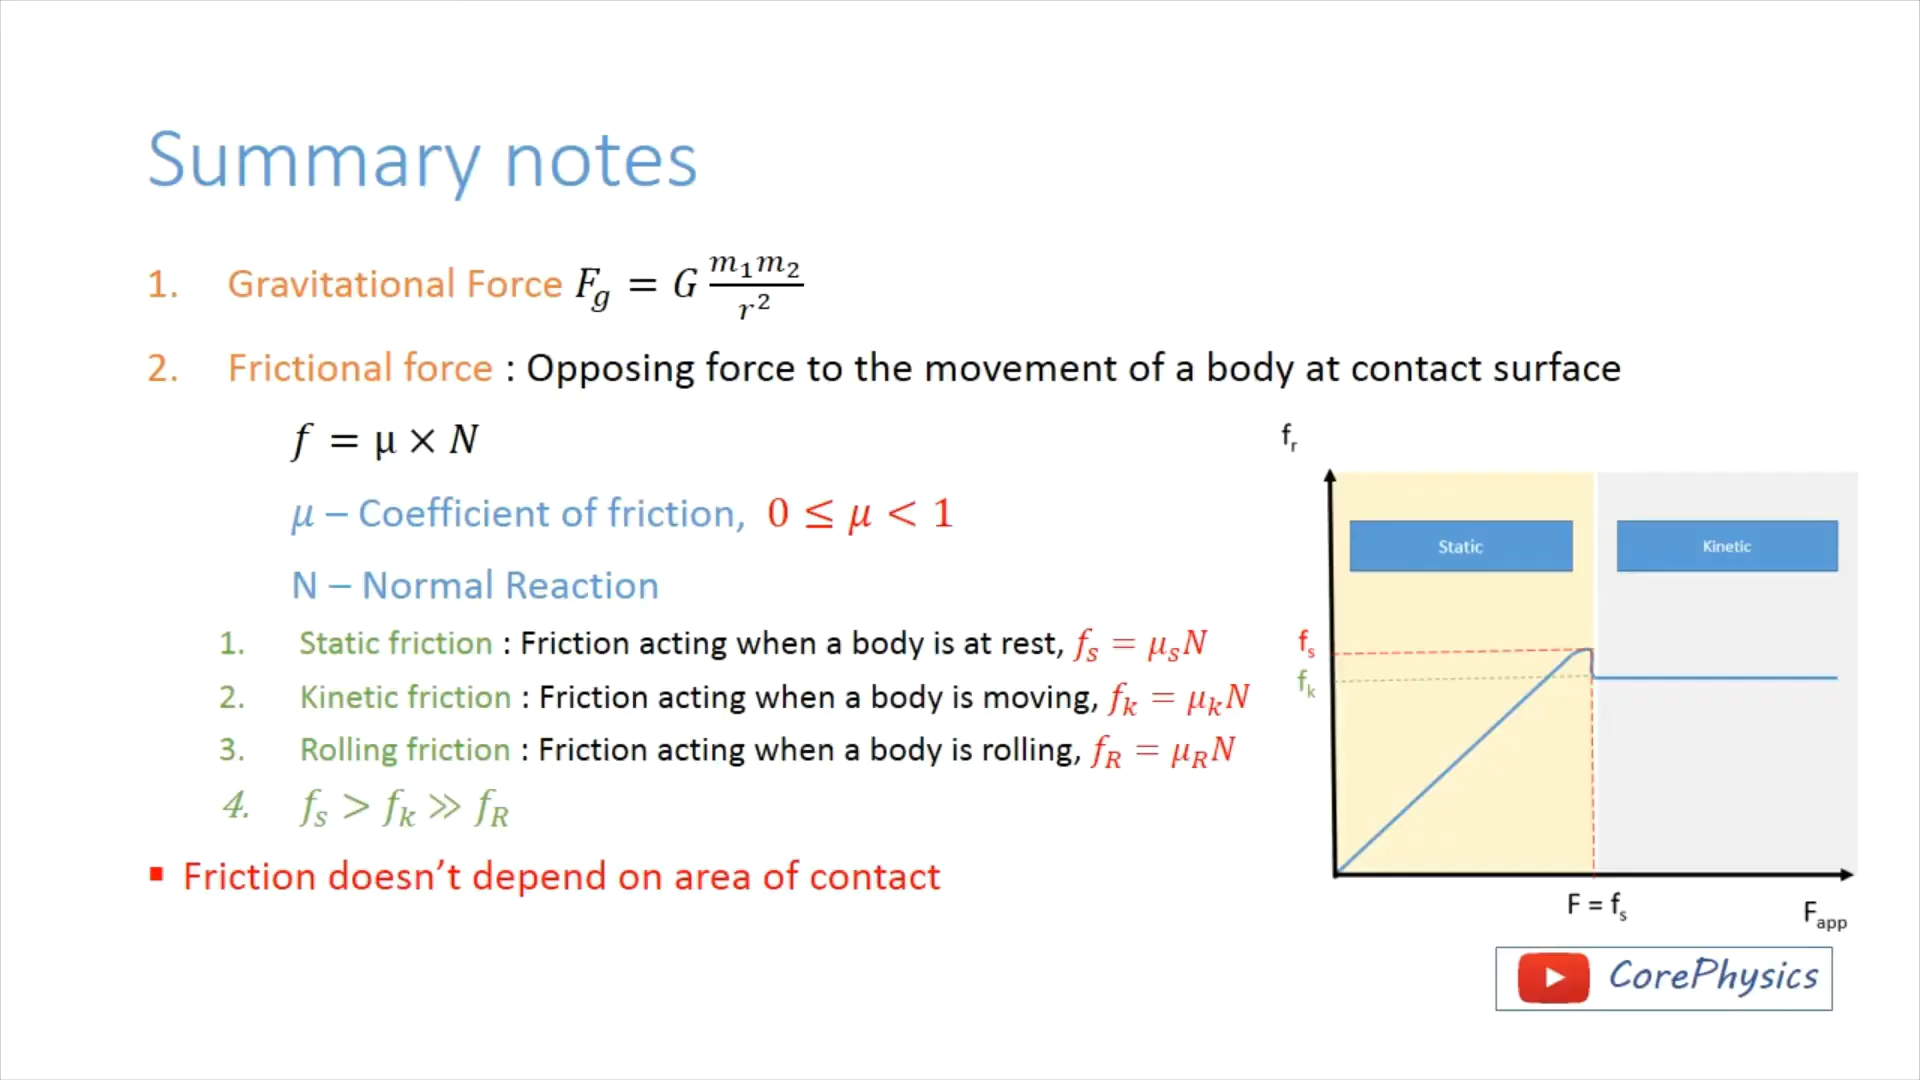 Summary notes
1. Gravitational Force F_g = G m₁m₂/r²
2. Frictional force : Opposing force to the movement of a body at contact surface
f = µ × N
μ – Coefficient of friction, 0 ≤ μ < 1
N – Normal Reaction
1. Static friction : Friction acting when a body is at rest, f_s = μ_sN
2. Kinetic friction : Friction acting when a body is moving, f_k = μ_kN
3. Rolling friction : Friction acting when a body is rolling, f_R = μ_RN
4. f_s > f_k ≫ f_R
▪ Friction doesn’t depend on area of contact
f_r
Static
Kinetic
f_s
f_k
F = f_s
F_app
CorePhysics